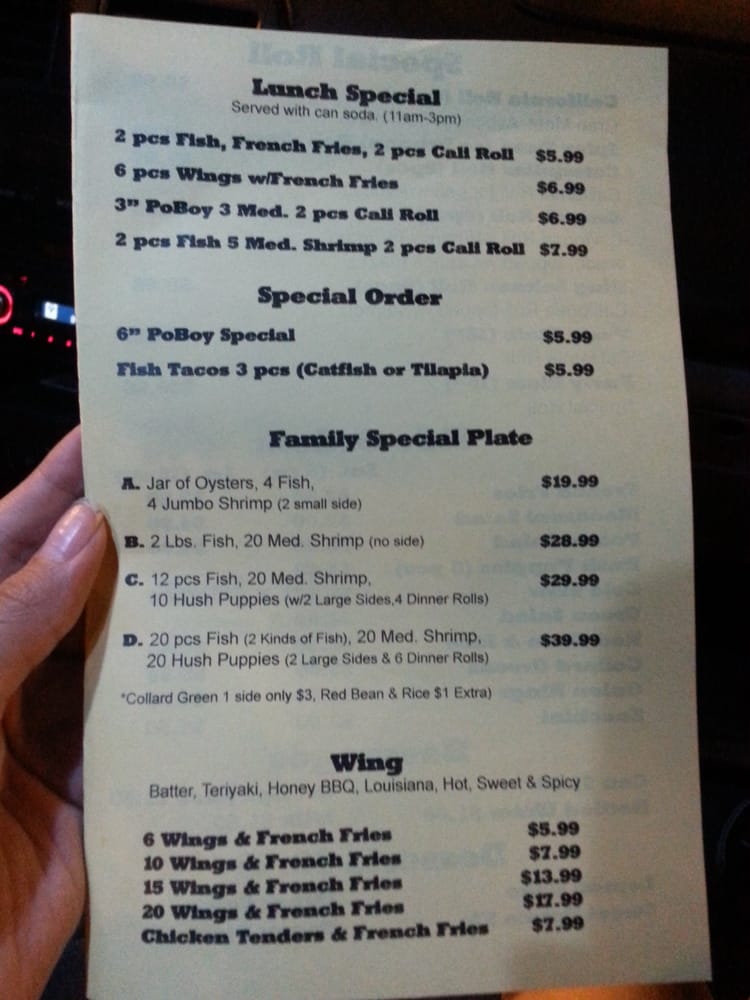 Lunch Special
Served with can soda. (11am-3pm)
2 pcs Fish, French Fries, 2 pcs Cali Roll $5.99
6 pcs Wings w/French Fries $6.99
3” PoBoy 3 Med. 2 pcs Cali Roll $6.99
2 pcs Fish 5 Med. Shrimp 2 pcs Cali Roll $7.99
Special Order
6” PoBoy Special $5.99
Fish Tacos 3 pcs (Catfish or Tilapia) $5.99
Family Special Plate
A. Jar of Oysters, 4 Fish, $19.99
4 Jumbo Shrimp (2 small side)
B. 2 Lbs. Fish, 20 Med. Shrimp (no side) $28.99
C. 12 pcs Fish, 20 Med. Shrimp, $29.99
10 Hush Puppies (w/2 Large Sides,4 Dinner Rolls)
D. 20 pcs Fish (2 Kinds of Fish), 20 Med. Shrimp, $39.99
20 Hush Puppies (2 Large Sides & 6 Dinner Rolls)
*Collard Green 1 side only $3, Red Bean & Rice $1 Extra)
Wing
Batter, Teriyaki, Honey BBQ, Louisiana, Hot, Sweet & Spicy
6 Wings & French Fries $5.99
10 Wings & French Fries $7.99
15 Wings & French Fries $13.99
20 Wings & French Fries $17.99
Chicken Tenders & French Fries $7.99